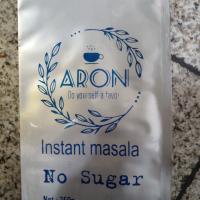 ARON
Do yourself a favor
Instant masala
No Sugar